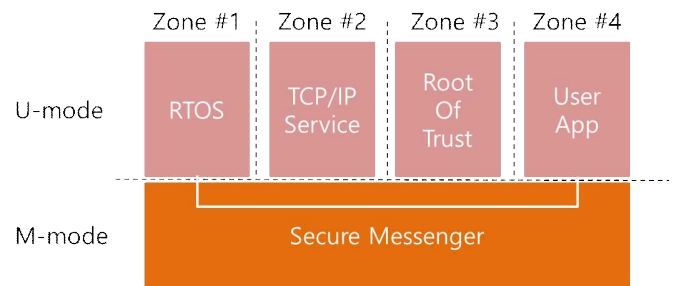 Zone #1 Zone #2 Zone #3 Zone #4
U-mode
RTOS
TCP/IP
Service
Root
Of
Trust
User
App
M-mode
Secure Messenger